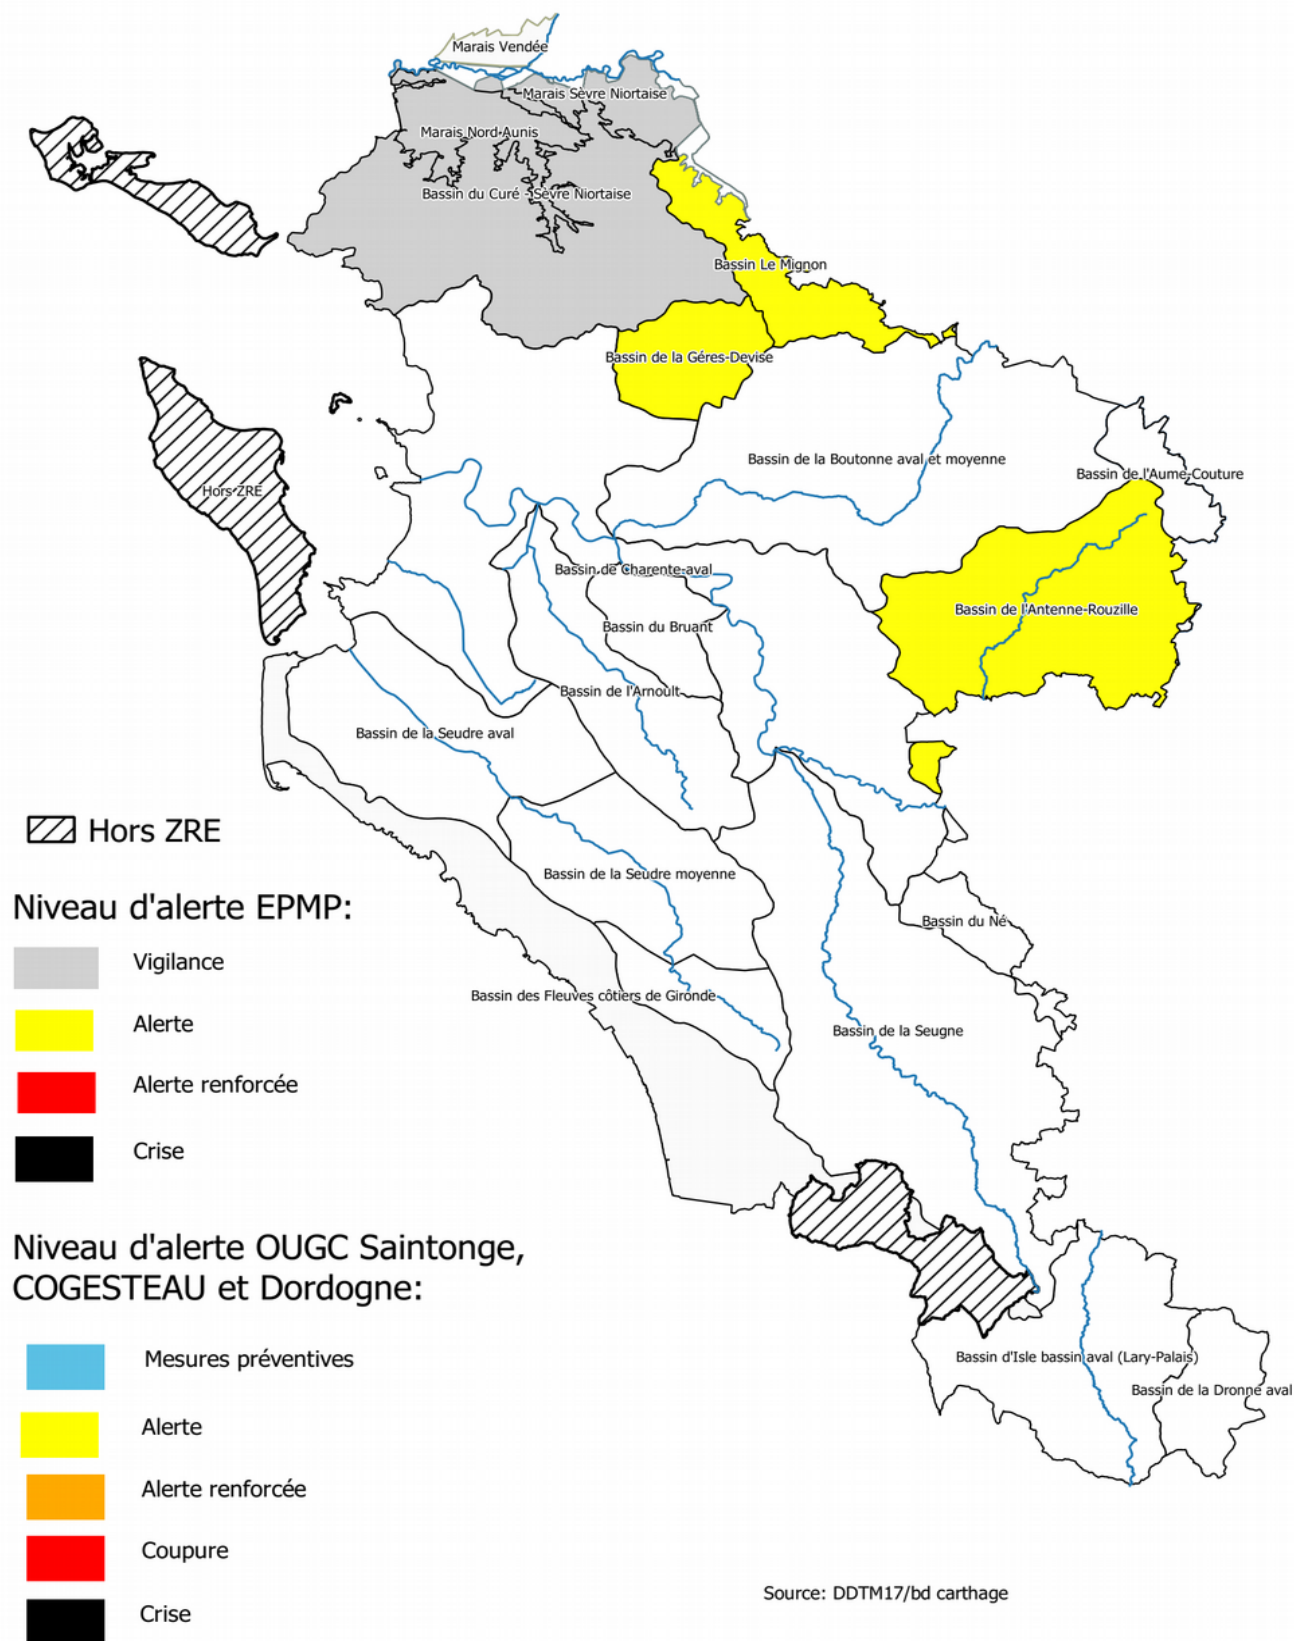 Marais Vendée
Marais Sèvre Niortaise
Marais Nord-Aunis
Bassin du Curé - Sèvre Niortaise
Bassin Le Mignon
Bassin de la Géres-Devise
Bassin de la Boutonne aval et moyenne
Bassin de l'Aume-Couture
Hors ZRE
Bassin de Charente-aval
Bassin de l'Antenne-Rouzille
Bassin du Bruant
Bassin de l'Arnoult
Bassin de la Seudre aval
Hors ZRE
Bassin de la Seudre moyenne
Niveau d'alerte EPMP:
Bassin du Né
Vigilance
Bassin des Fleuves côtiers de Gironde
Alerte
Bassin de la Seugne
Alerte renforcée
Crise
Niveau d'alerte OUGC Saintonge,
COGESTEAU et Dordogne:
Mesures préventives
Bassin d'Isle bassin aval (Lary-Palais)
Bassin de la Dronne aval
Alerte
Alerte renforcée
Coupure
Crise
Source: DDTM17/bd carthage